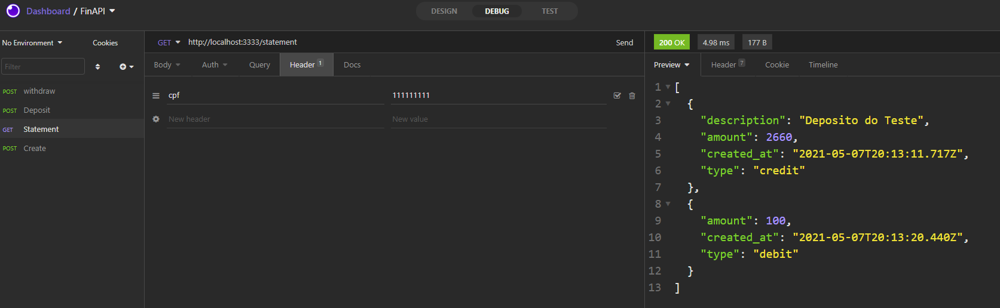 Dashboard / FinAPI
DESIGN DEBUG TEST
No Environment Cookies
Filter
POST withdraw
POST Deposit
GET Statement
POST Create
GET http://localhost:3333/statement Send
Body Auth Query Header 1 Docs
cpf 111111111
New header New value
200 OK 4.98 ms 177 B
Preview Header 7 Cookie Timeline
1 [
2 {
3 "description": "Deposito do Teste",
4 "amount": 2660,
5 "created_at": "2021-05-07T20:13:11.717Z",
6 "type": "credit"
7 },
8 {
9 "amount": 100,
10 "created_at": "2021-05-07T20:13:20.440Z",
11 "type": "debit"
12 }
13 ]